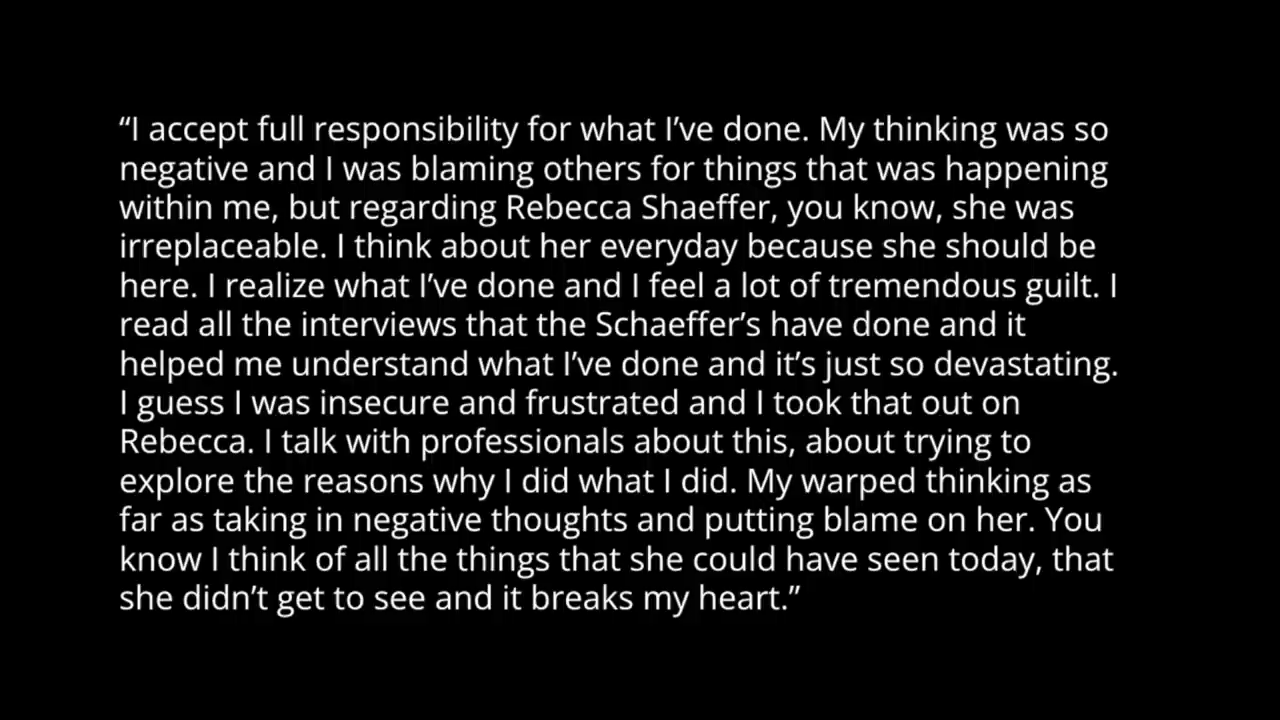 “I accept full responsibility for what I’ve done. My thinking was so
negative and I was blaming others for things that was happening
within me, but regarding Rebecca Shaeffer, you know, she was
irreplaceable. I think about her everyday because she should be
here. I realize what I’ve done and I feel a lot of tremendous guilt. I
read all the interviews that the Schaeffer’s have done and it
helped me understand what I’ve done and it’s just so devastating.
I guess I was insecure and frustrated and I took that out on
Rebecca. I talk with professionals about this, about trying to
explore the reasons why I did what I did. My warped thinking as
far as taking in negative thoughts and putting blame on her. You
know I think of all the things that she could have seen today, that
she didn’t get to see and it breaks my heart.”